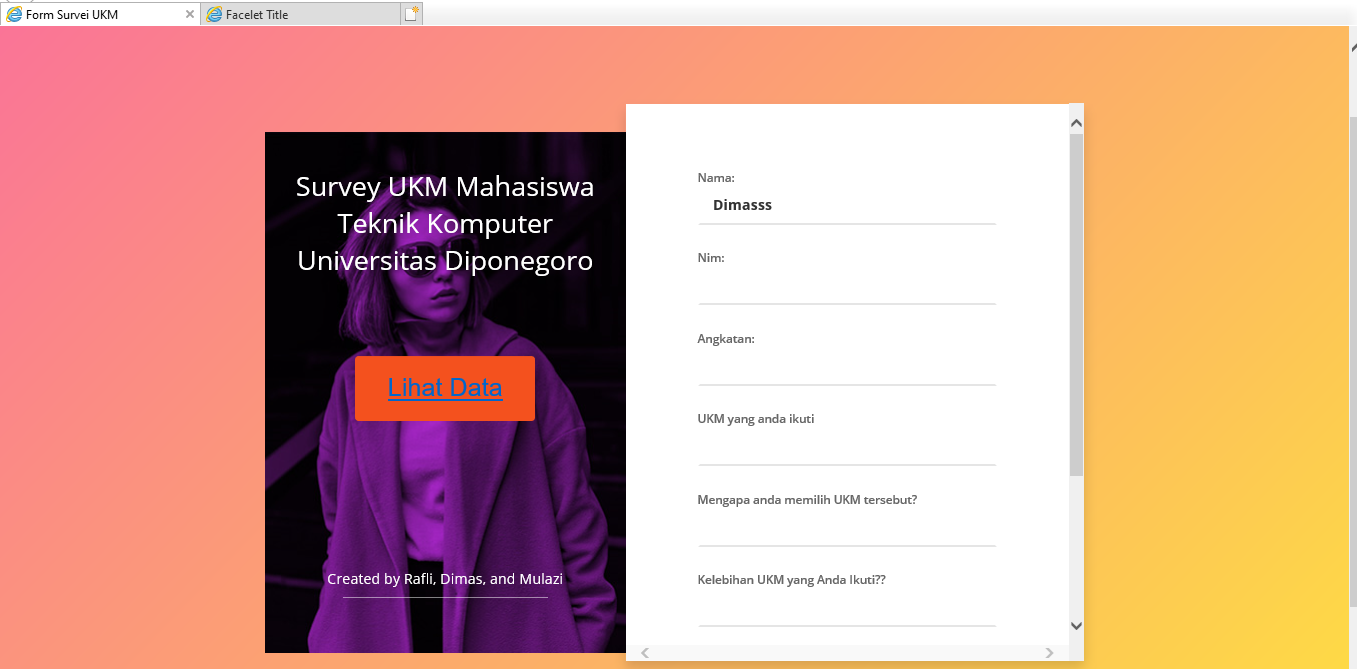 Form Survei UKM
Facelet Title
Survey UKM Mahasiswa
Teknik Komputer
Universitas Diponegoro
Lihat Data
Created by Rafli, Dimas, and Mulazi
Nama:
Dimasss
Nim:
Angkatan:
UKM yang anda ikuti
Mengapa anda memilih UKM tersebut?
Kelebihan UKM yang Anda Ikuti??